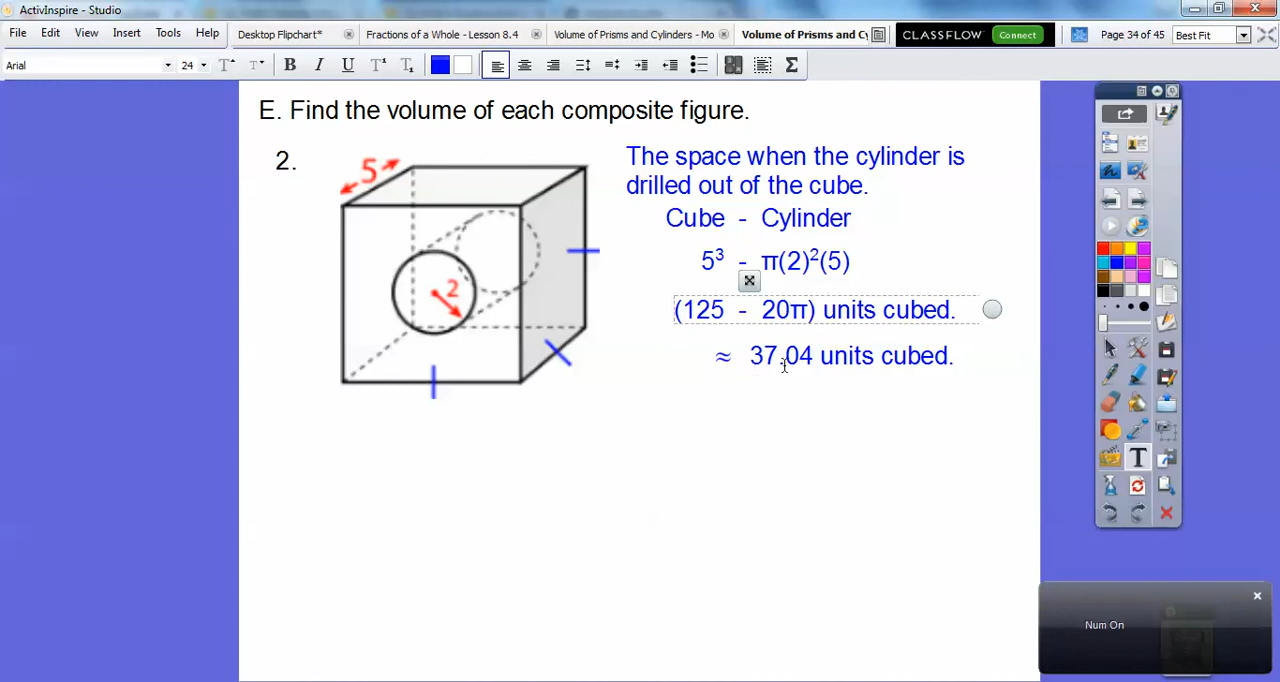 ActivInspire - Studio
File Edit View Insert Tools Help
Desktop Flipchart*
Fractions of a Whole - Lesson 8.4
Volume of Prisms and Cylinders - Mo
Volume of Prisms and Cy
CLASSFLOW Connect
Page 34 of 45
Best Fit
Arial 24
E. Find the volume of each composite figure.
2.
5
2
The space when the cylinder is
drilled out of the cube.
Cube - Cylinder
5³ - π(2)²(5)
(125 - 20π) units cubed.
≈ 37.04 units cubed.
Num On